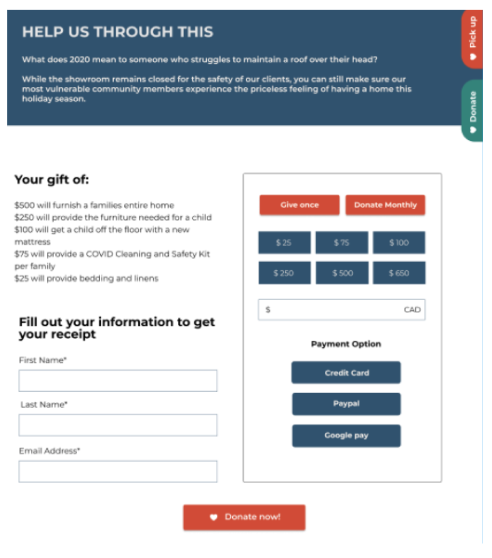 HELP US THROUGH THIS
What does 2020 mean to someone who struggles to maintain a roof over their head?
While the showroom remains closed for the safety of our clients, you can still make sure our
most vulnerable community members experience the priceless feeling of having a home this
holiday season.
Pick up
Donate
Your gift of:
$500 will furnish a families entire home
$250 will provide the furniture needed for a child
$100 will get a child off the floor with a new
mattress
$75 will provide a COVID Cleaning and Safety Kit
per family
$25 will provide bedding and linens
Fill out your information to get
your receipt
First Name*
Last Name*
Email Address*
Give once
Donate Monthly
$ 25
$ 75
$ 100
$ 250
$ 500
$ 650
$ CAD
Payment Option
Credit Card
Paypal
Google pay
Donate now!